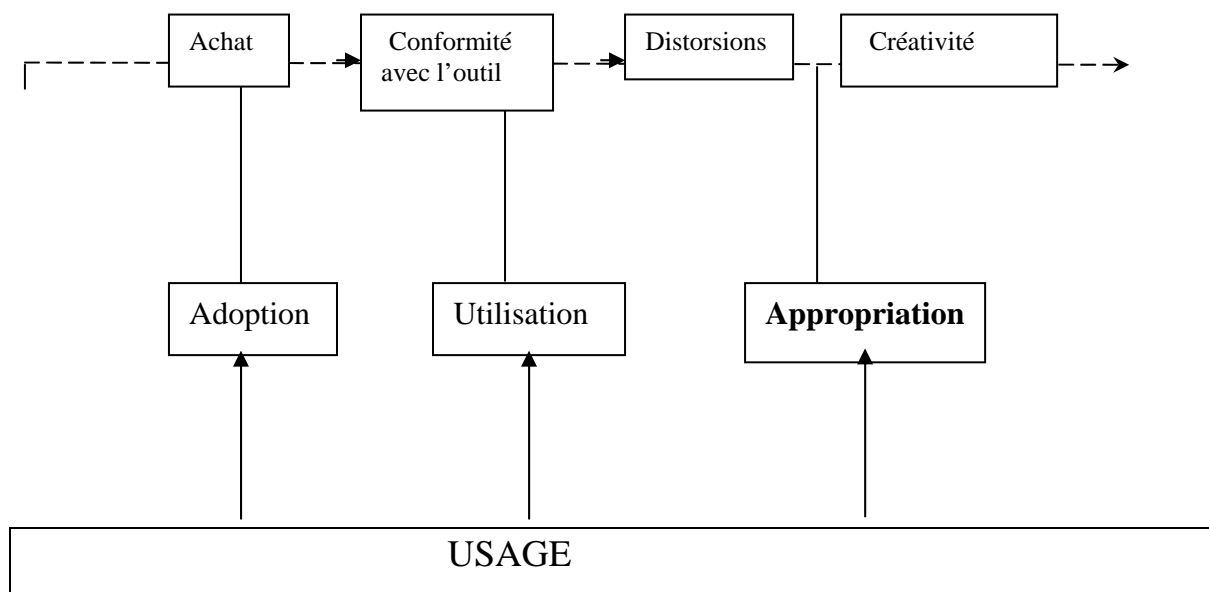 Achat
Conformité
avec l’outil
Distorsions
Créativité
Adoption
Utilisation
Appropriation
USAGE